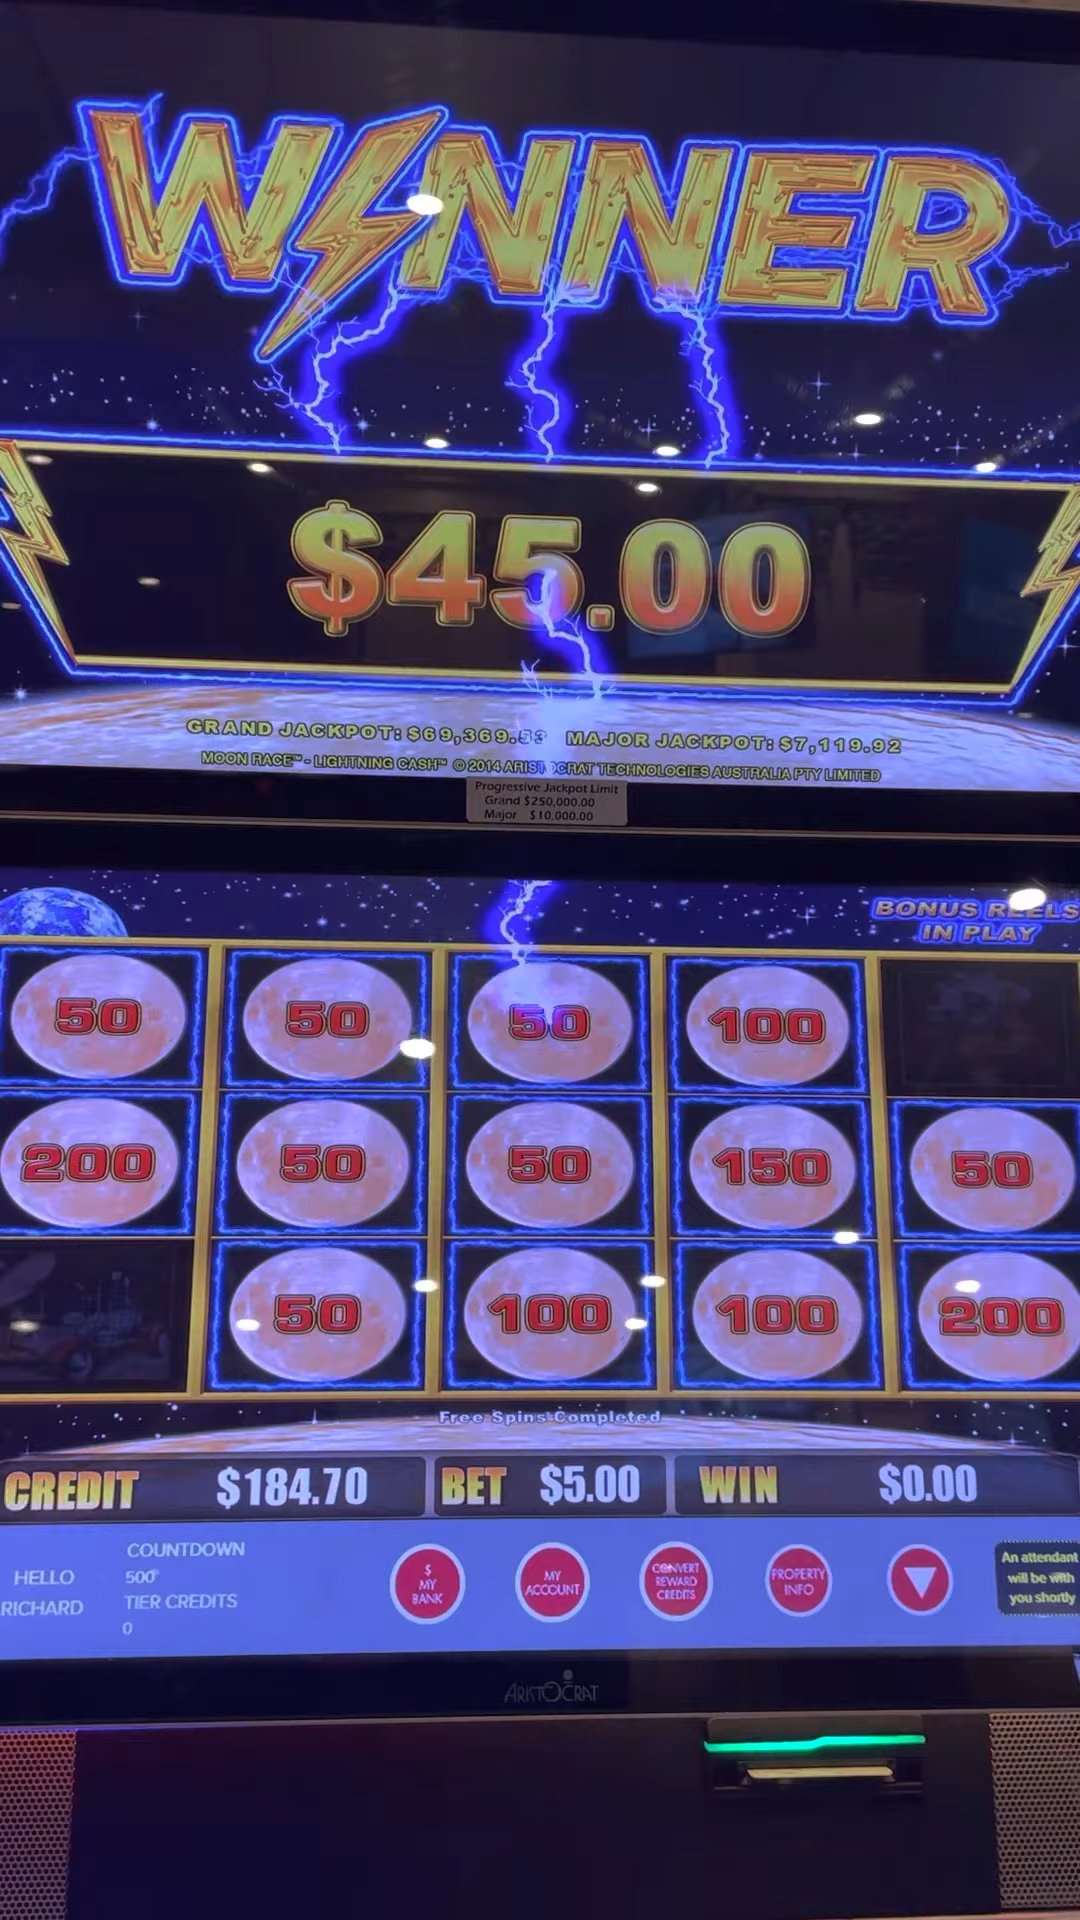 WINNER
$45.00
GRAND JACKPOT: $69,369. MAJOR JACKPOT: $7,119.92
MOON RACE™ - LIGHTNING CASH™ © 2014 ARISTOCRAT TECHNOLOGIES AUSTRALIA PTY LIMITED
Progressive Jackpot Limit
Grand $250,000.00
Major $10,000.00
BONUS REELS
IN PLAY
50 50 50 100
200 50 50 150 50
50 100 100 200
Free Spins Completed
CREDIT $184.70 BET $5.00 WIN $0.00
HELLO
RICHARD
COUNTDOWN
500
TIER CREDITS
0
$
MY
BANK
MY
ACCOUNT
CONVERT
REWARD
CREDITS
PROPERTY
INFO
An attendant
will be with
you shortly
ARISTOCRAT